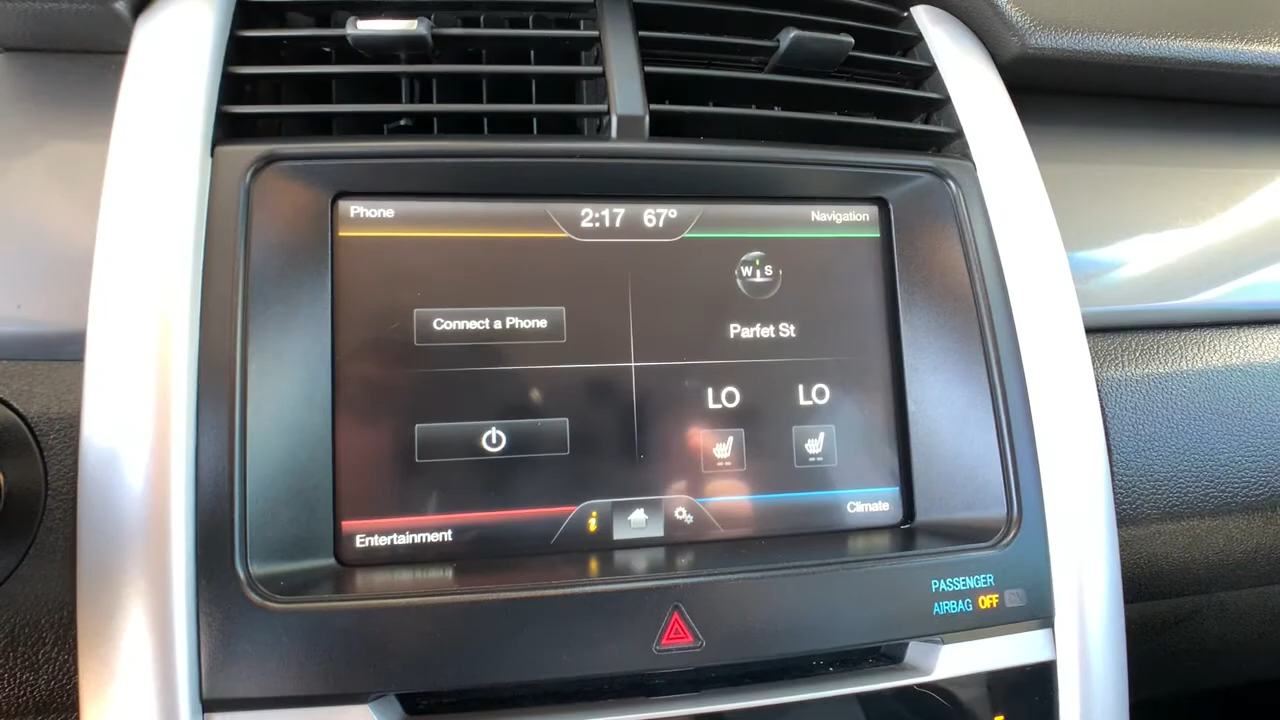 Phone
2:17 67°
Navigation
W S
Connect a Phone
Parfet St
LO LO
Entertainment
i
Climate
PASSENGER
AIRBAG OFF